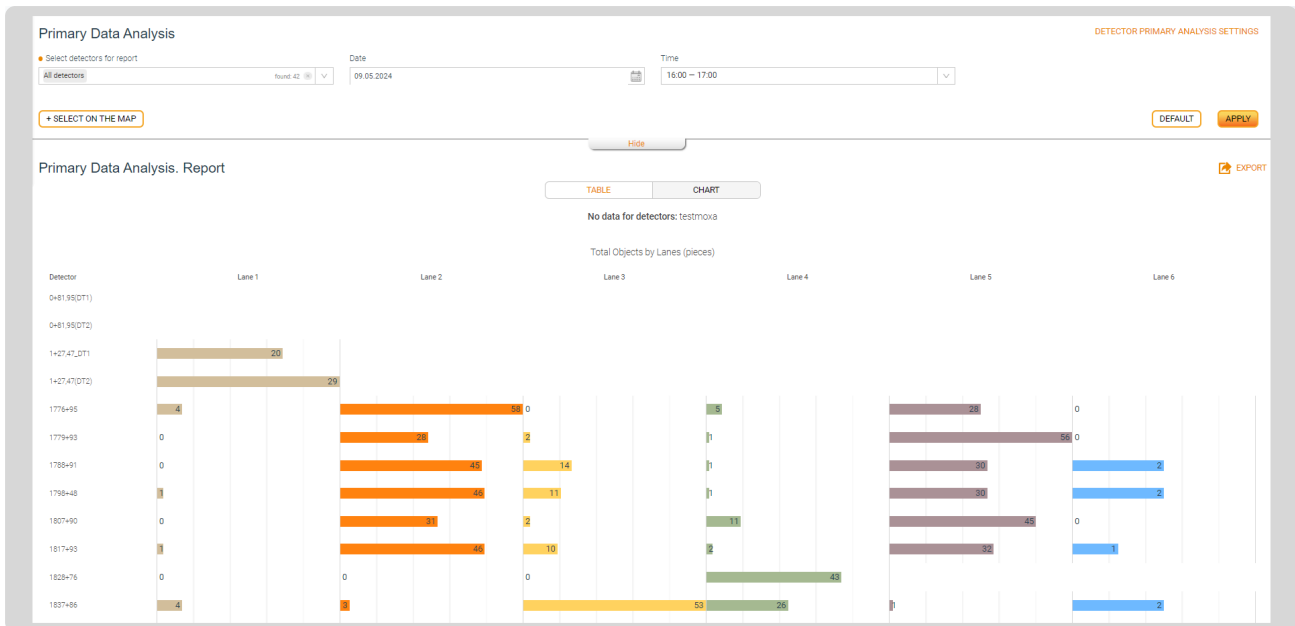 Primary Data Analysis
DETECTOR PRIMARY ANALYSIS SETTINGS
Select detectors for report Date Time
All detectors found: 42 09.05.2024 16:00 — 17:00
+ SELECT ON THE MAP DEFAULT APPLY
Hide
Primary Data Analysis. Report EXPORT
TABLE CHART
No data for detectors: testmoxa
Total Objects by Lanes (pieces)
Detector Lane 1 Lane 2 Lane 3 Lane 4 Lane 5 Lane 6
0+81,95(DT1)
0+81,95(DT2)
1+27,47_DT1 20
1+27,47(DT2) 29
1776+95 4 58 0 5 28 0
1779+93 0 28 2 1 56 0
1788+91 0 45 14 1 30 2
1798+48 1 46 11 1 30 2
1807+90 0 31 2 11 45 0
1817+93 1 46 10 2 32 1
1828+76 0 0 0 43
1837+86 4 3 53 26 1 2